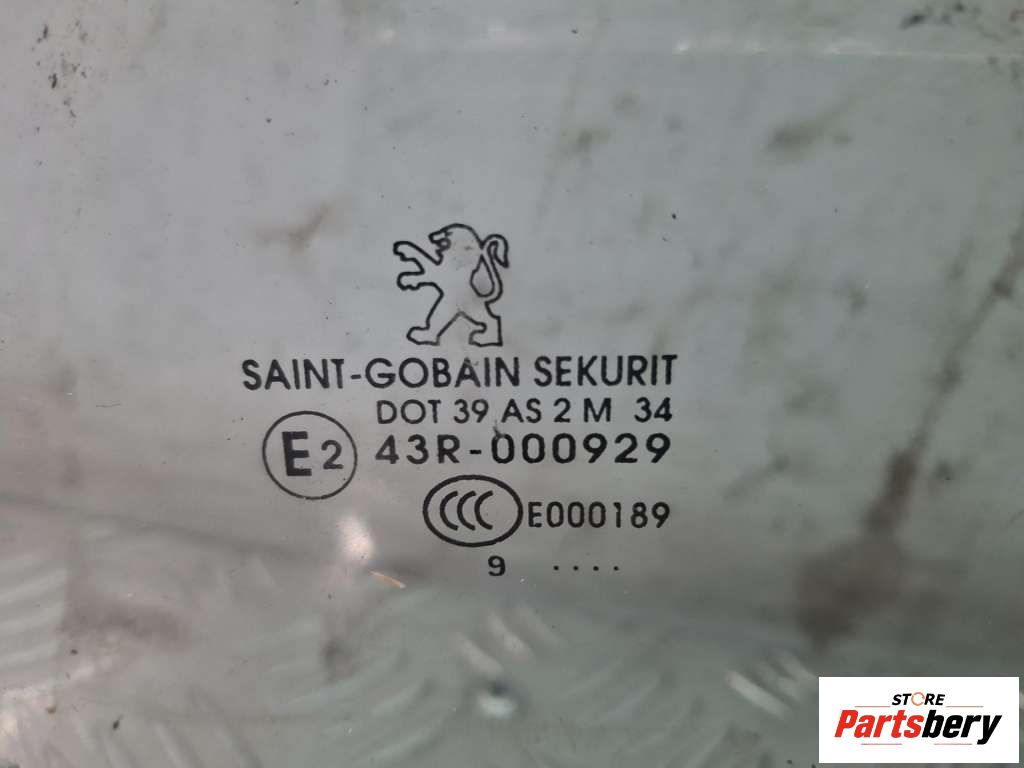 SAINT-GOBAIN SEKURIT
DOT 39 AS 2 M 34
E2 43R-000929
CCC E000189
9 ....
STORE
Partsbery